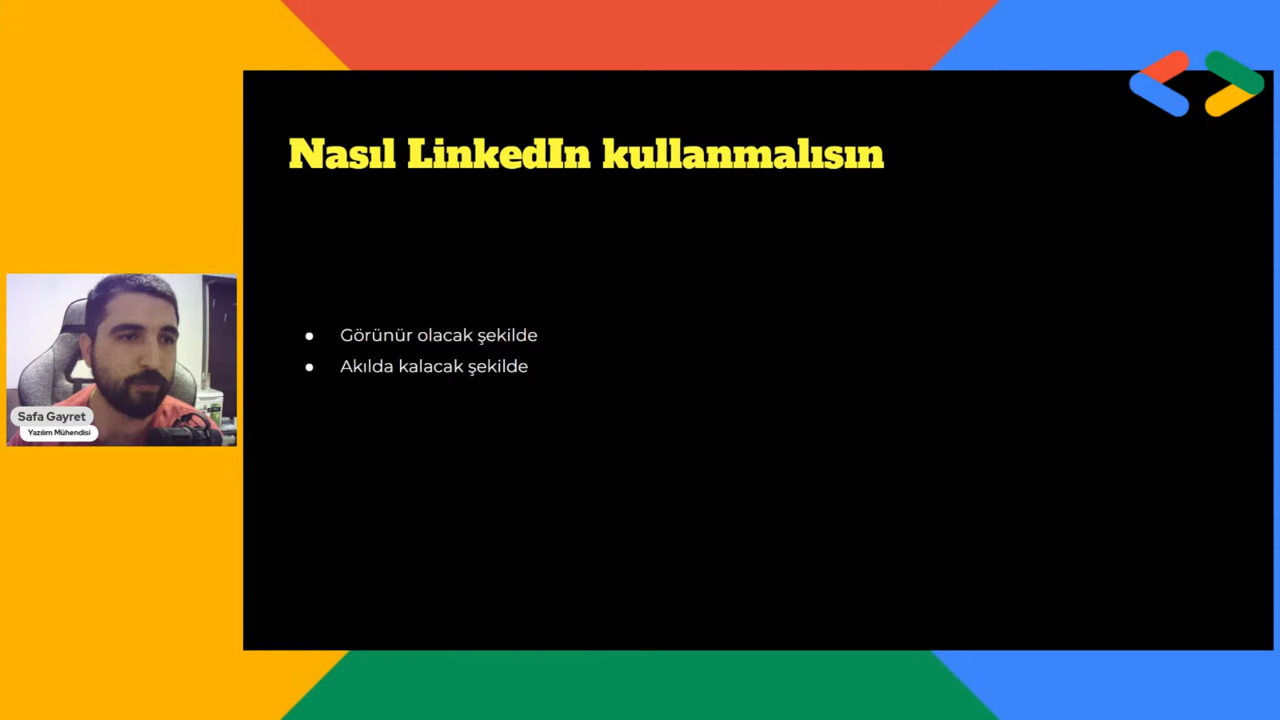 Nasıl LinkedIn kullanmalısın
Görünür olacak şekilde
Akılda kalacak şekilde
Safa Gayret
Yazılım Mühendisi